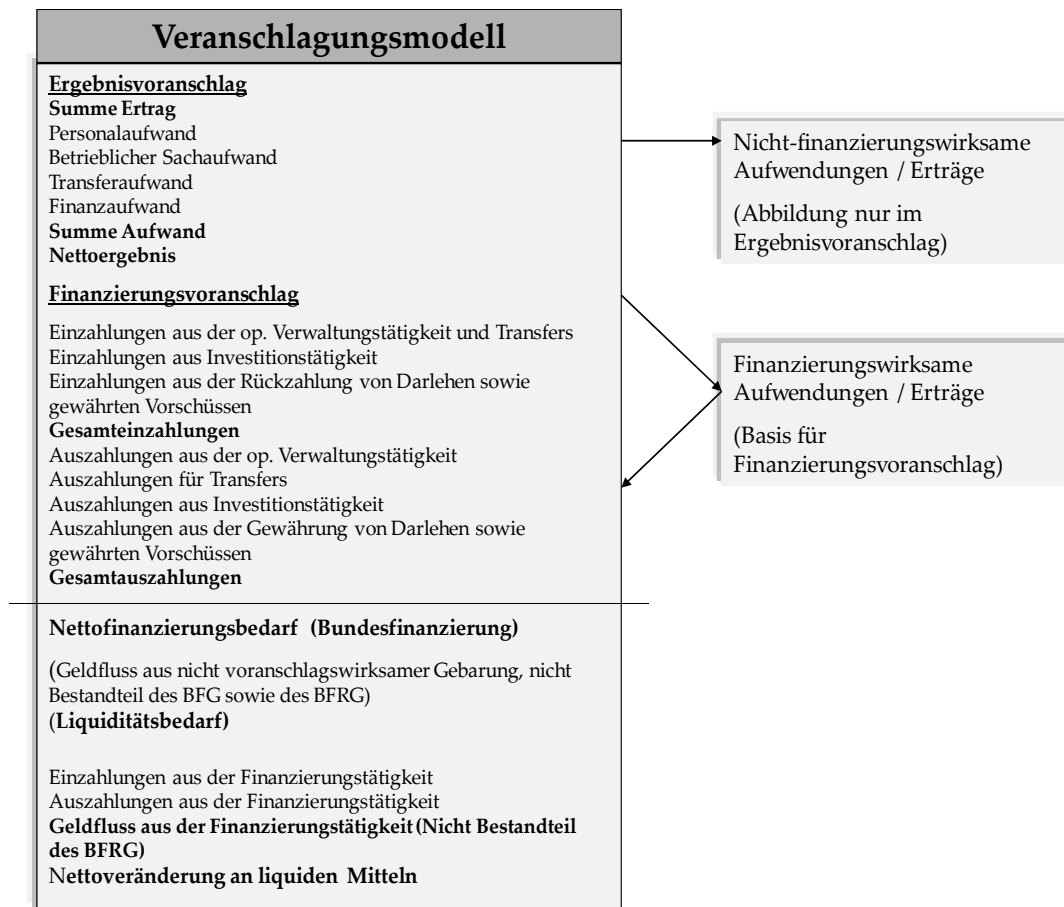 Veranschlagungsmodell
Ergebnisvoranschlag
Summe Ertrag
Personalaufwand
Betrieblicher Sachaufwand
Transferaufwand
Finanzaufwand
Summe Aufwand
Nettoergebnis
Finanzierungsvoranschlag
Einzahlungen aus der op. Verwaltungstätigkeit und Transfers
Einzahlungen aus Investitionstätigkeit
Einzahlungen aus der Rückzahlung von Darlehen sowie
gewährten Vorschüssen
Gesamteinzahlungen
Auszahlungen aus der op. Verwaltungstätigkeit
Auszahlungen für Transfers
Auszahlungen aus Investitionstätigkeit
Auszahlungen aus der Gewährung von Darlehen sowie
gewährten Vorschüssen
Gesamtauszahlungen
Nettofinanzierungsbedarf (Bundesfinanzierung)
(Geldfluss aus nicht voranschlagswirksamer Gebarung, nicht
Bestandteil des BFG sowie des BFRG)
(Liquiditätsbedarf)
Einzahlungen aus der Finanzierungstätigkeit
Auszahlungen aus der Finanzierungstätigkeit
Geldfluss aus der Finanzierungstätigkeit (Nicht Bestandteil
des BFRG)
Nettoveränderung an liquiden Mitteln
Nicht-finanzierungswirksame
Aufwendungen / Erträge
(Abbildung nur im
Ergebnisvoranschlag)
Finanzierungswirksame
Aufwendungen / Erträge
(Basis für
Finanzierungsvoranschlag)